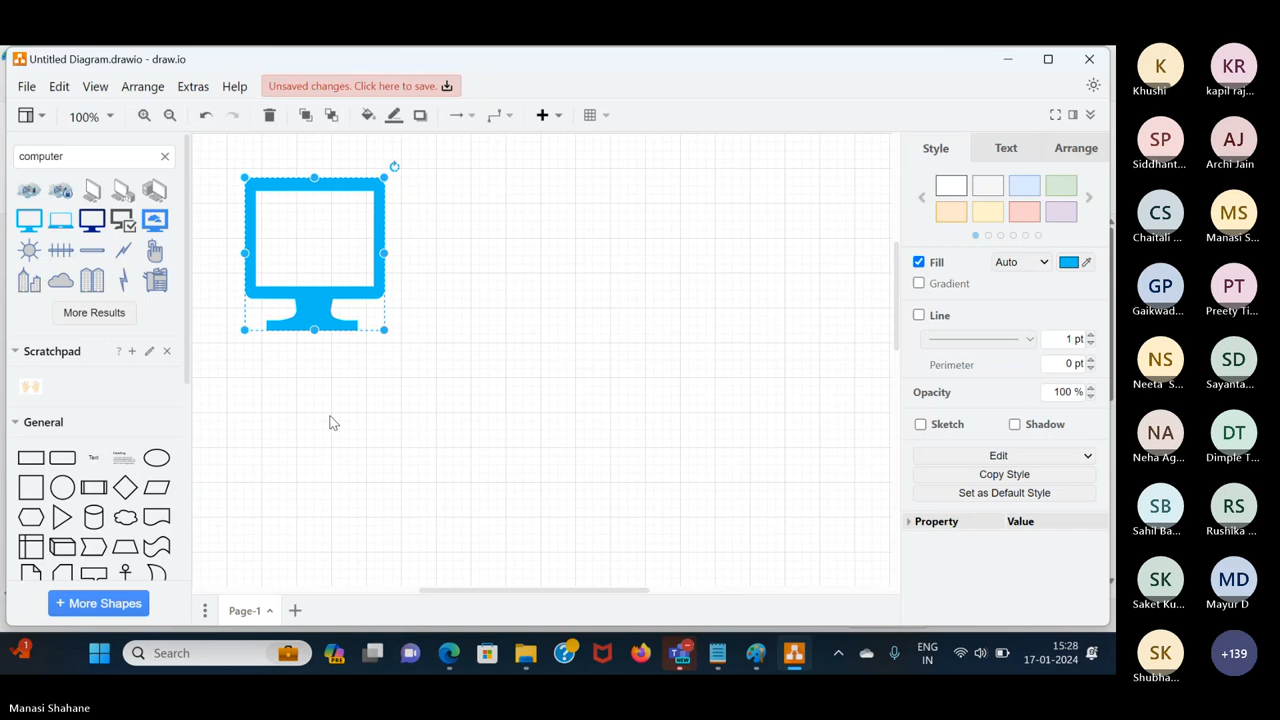 Untitled Diagram.drawio - draw.io
File Edit View Arrange Extras Help Unsaved changes. Click here to save.
100%
computer
More Results
Scratchpad ?
General
Text
Heading
+ More Shapes
Page-1
Style Text Arrange
Fill Auto
Gradient
Line
1 pt
Perimeter 0 pt
Opacity 100 %
Sketch Shadow
Edit
Copy Style
Set as Default Style
Property Value
K KR
Khushi kapil raj...
SP AJ
Siddhant... Archi Jain
CS MS
Chaitali ... Manasi S...
GP PT
Gaikwad... Preety Ti...
NS SD
Neeta S... Sayanta...
NA DT
Neha Ag... Dimple T...
SB RS
Sahil Ba... Rushika ...
SK MD
Saket Ku... Mayur D
SK +139
Shubha...
1
Search
PRE
NEW
ENG
IN
15:28
17-01-2024
Manasi Shahane